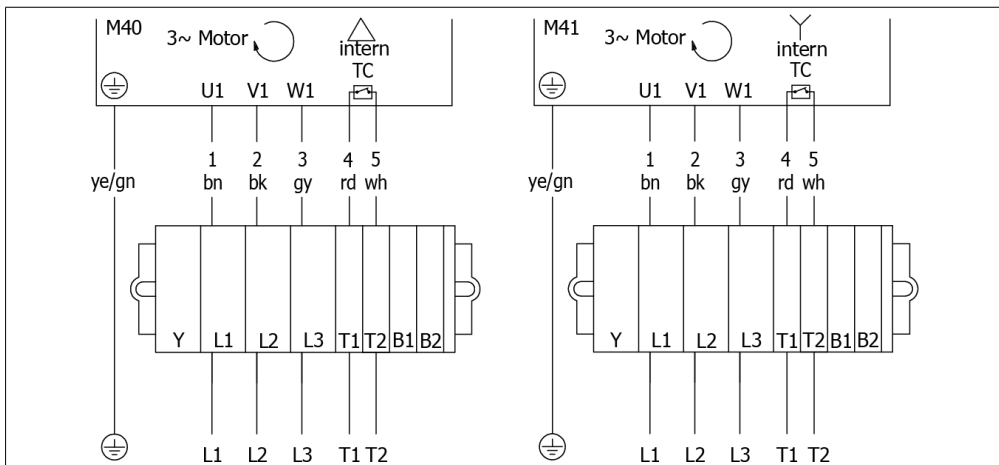 M40
3~ Motor
intern
TC
U1 V1 W1
1 2 3 4 5
ye/gn bn bk gy rd wh
Y L1 L2 L3 T1 T2 B1 B2
L1 L2 L3 T1 T2
M41
3~ Motor
intern
TC
U1 V1 W1
1 2 3 4 5
ye/gn bn bk gy rd wh
Y L1 L2 L3 T1 T2 B1 B2
L1 L2 L3 T1 T2